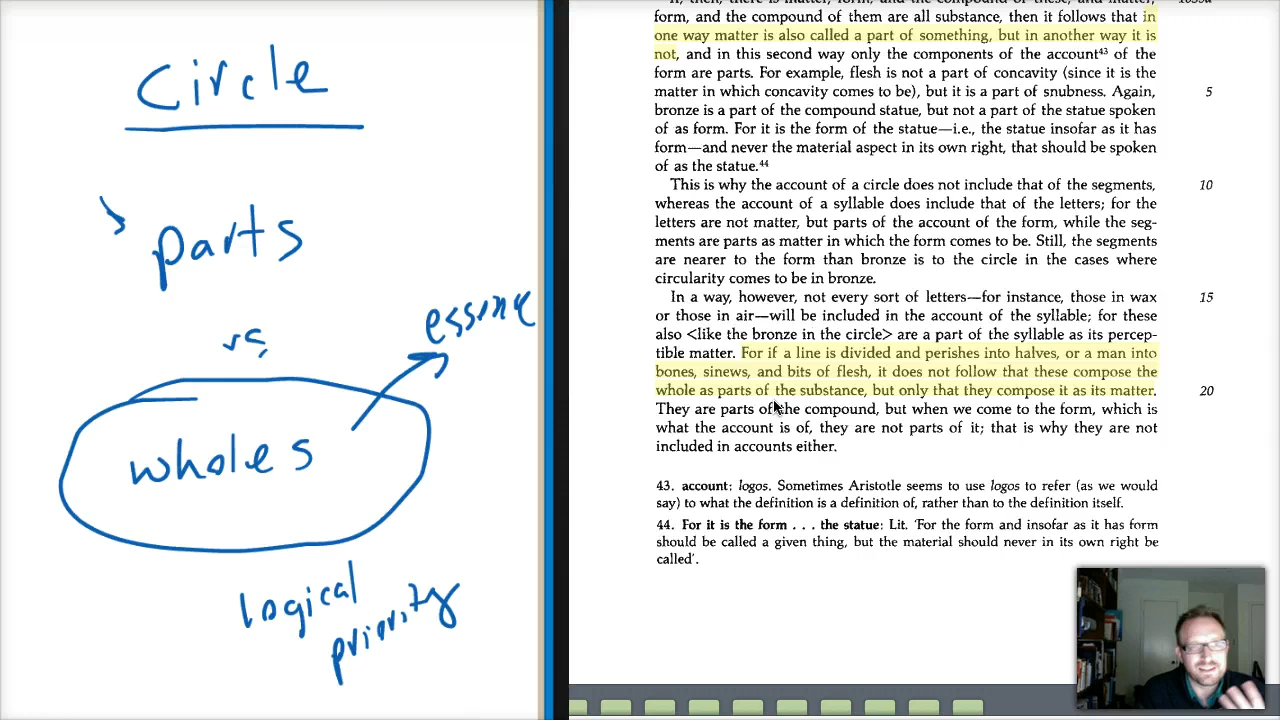 Circle
parts
vs.
wholes
essence
logical
priority
form, and the compound of them are all substance, then it follows that in
one way matter is also called a part of something, but in another way it is
not, and in this second way only the components of the account⁴³ of the
form are parts. For example, flesh is not a part of concavity (since it is the
matter in which concavity comes to be), but it is a part of snubness. Again,
5
bronze is a part of the compound statue, but not a part of the statue spoken
of as form. For it is the form of the statue—i.e., the statue insofar as it has
form—and never the material aspect in its own right, that should be spoken
of as the statue.⁴⁴
This is why the account of a circle does not include that of the segments,
10
whereas the account of a syllable does include that of the letters; for the
letters are not matter, but parts of the account of the form, while the seg-
ments are parts as matter in which the form comes to be. Still, the segments
are nearer to the form than bronze is to the circle in the cases where
circularity comes to be in bronze.
In a way, however, not every sort of letters—for instance, those in wax
15
or those in air—will be included in the account of the syllable; for these
also <like the bronze in the circle> are a part of the syllable as its percep-
tible matter. For if a line is divided and perishes into halves, or a man into
bones, sinews, and bits of flesh, it does not follow that these compose the
whole as parts of the substance, but only that they compose it as its matter.
20
They are parts of the compound, but when we come to the form, which is
what the account is of, they are not parts of it; that is why they are not
included in accounts either.
43. account: logos. Sometimes Aristotle seems to use logos to refer (as we would
say) to what the definition is a definition of, rather than to the definition itself.
44. For it is the form . . . the statue: Lit. 'For the form and insofar as it has form
should be called a given thing, but the material should never in its own right be
called'.